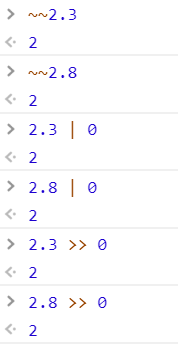 > ~~2.3
< 2
> ~~2.8
< 2
> 2.3 | 0
< 2
> 2.8 | 0
< 2
> 2.3 >> 0
< 2
> 2.8 >> 0
< 2